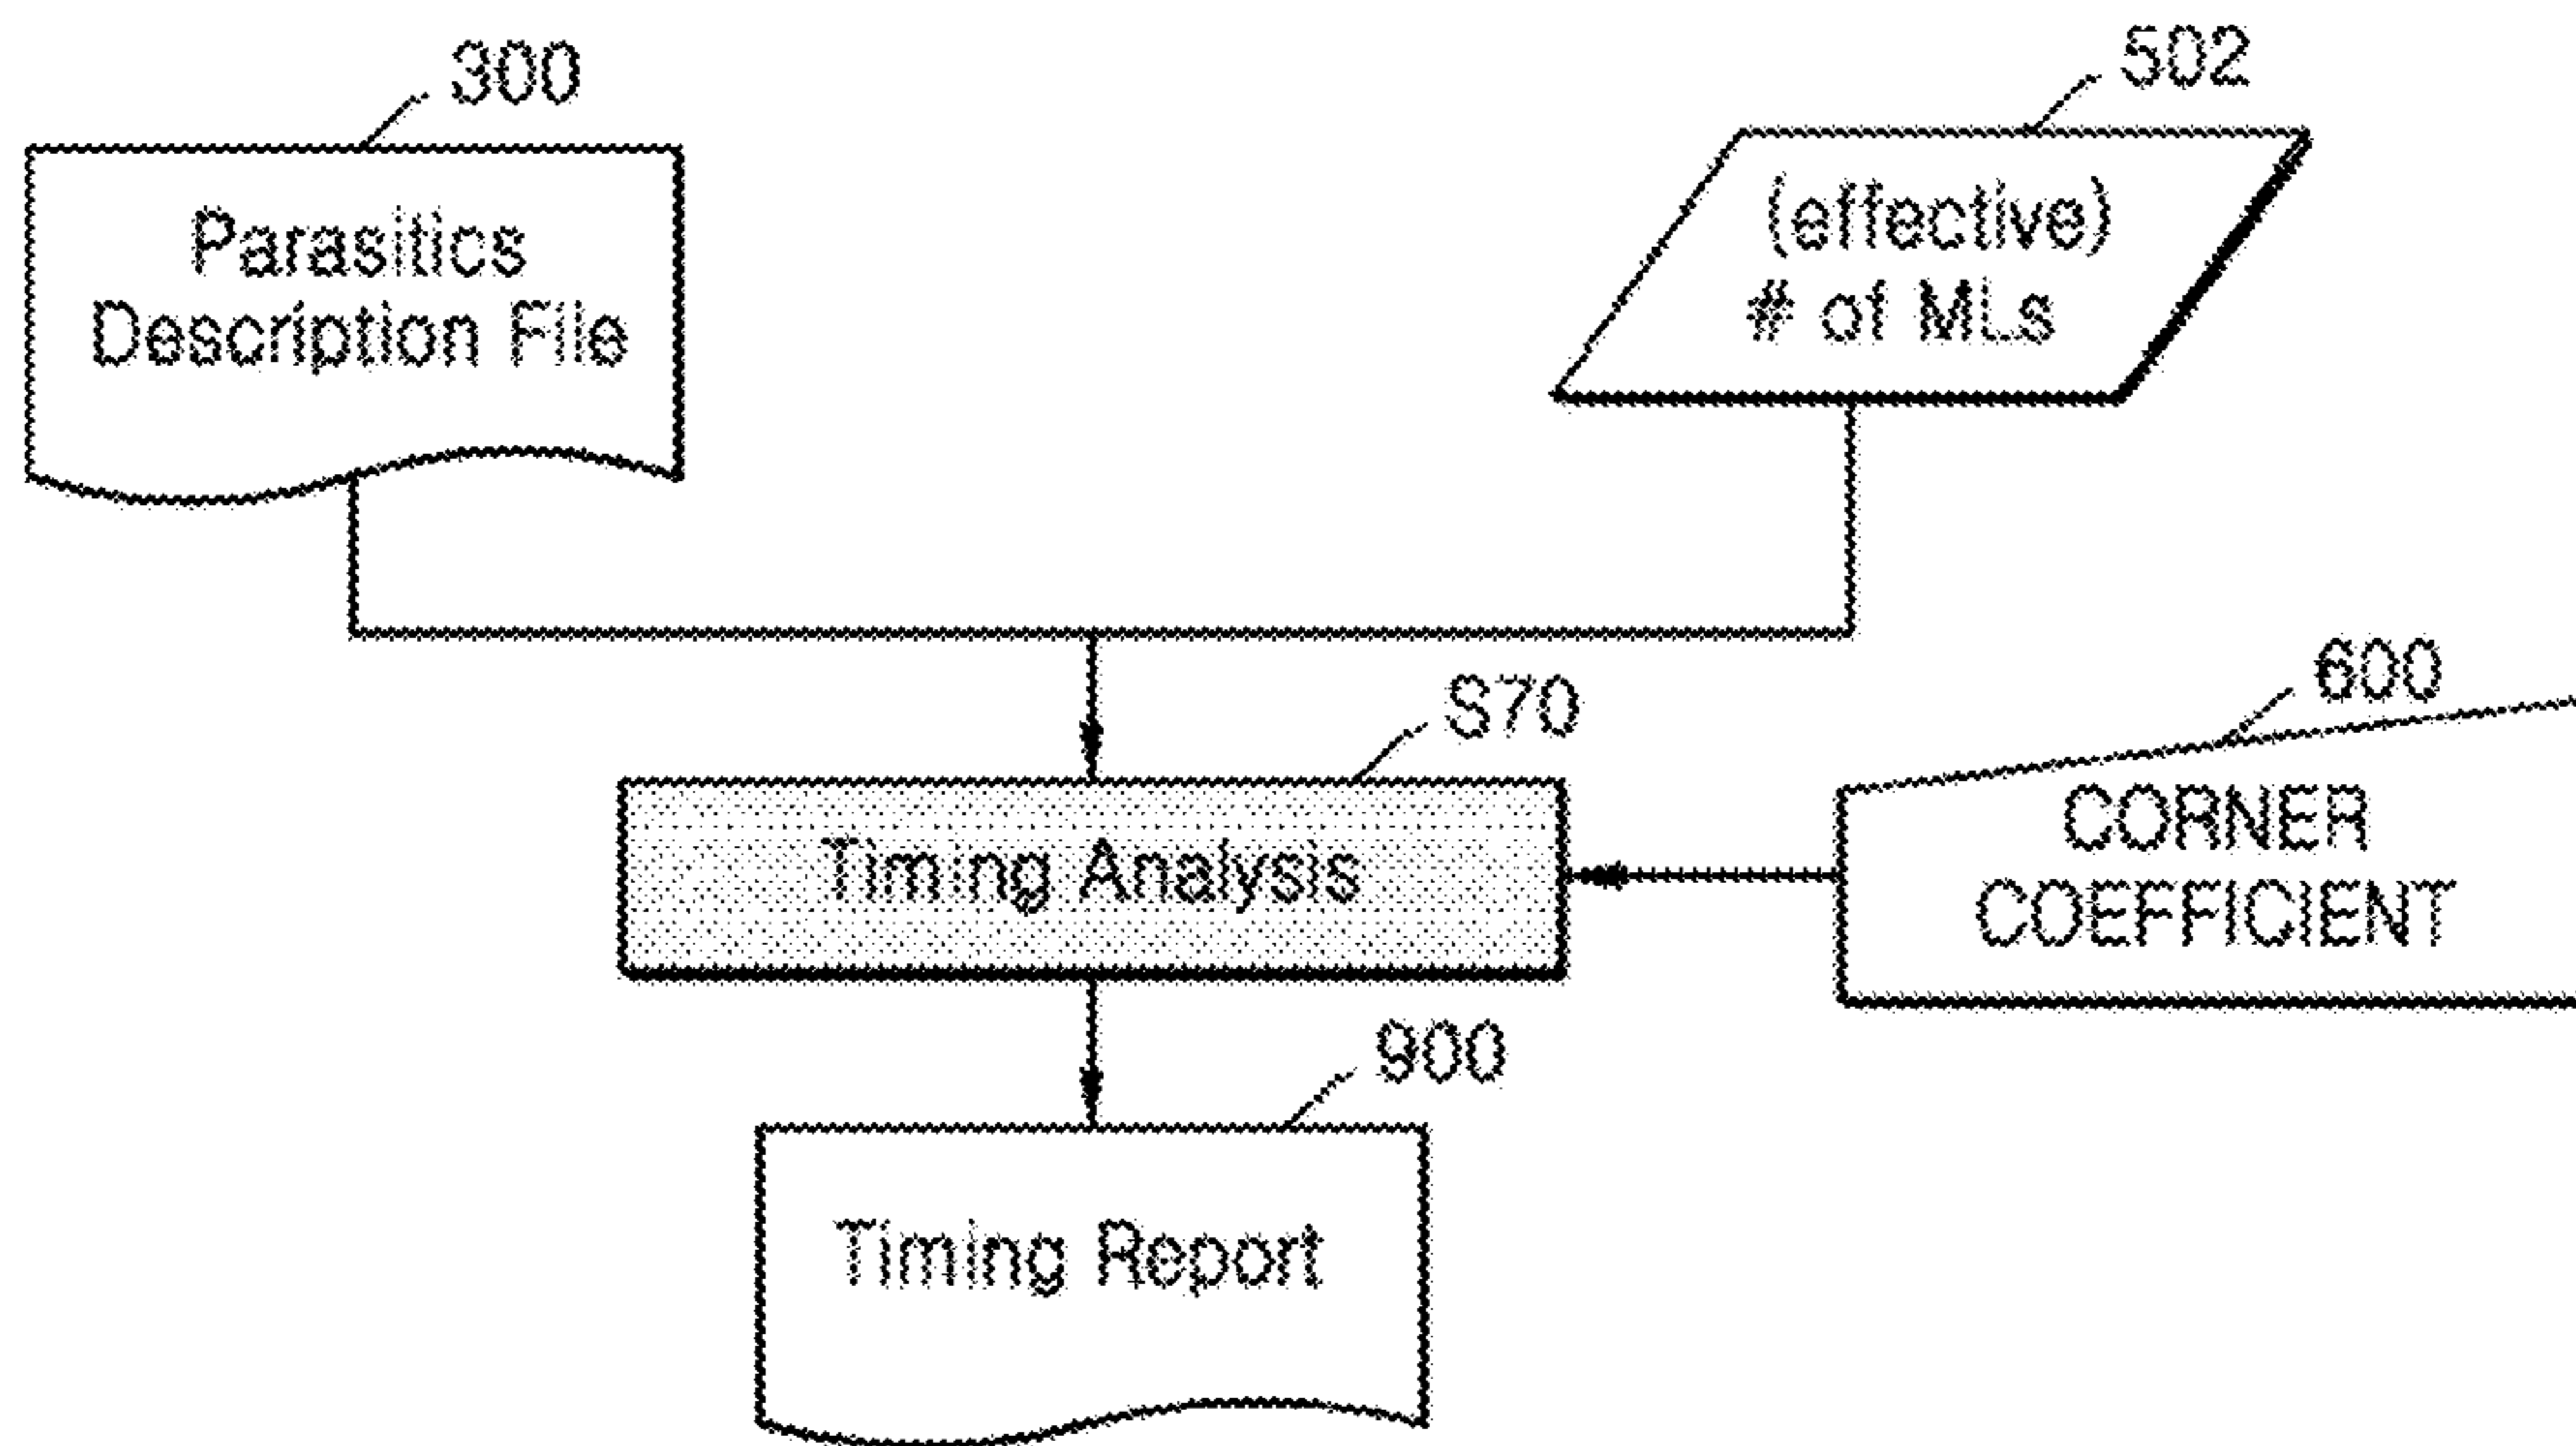 300
Parasitics
Description File
502
(effective)
# of MLs
S70
Timing Analysis
600
CORNER
COEFFICIENT
900
Timing Report